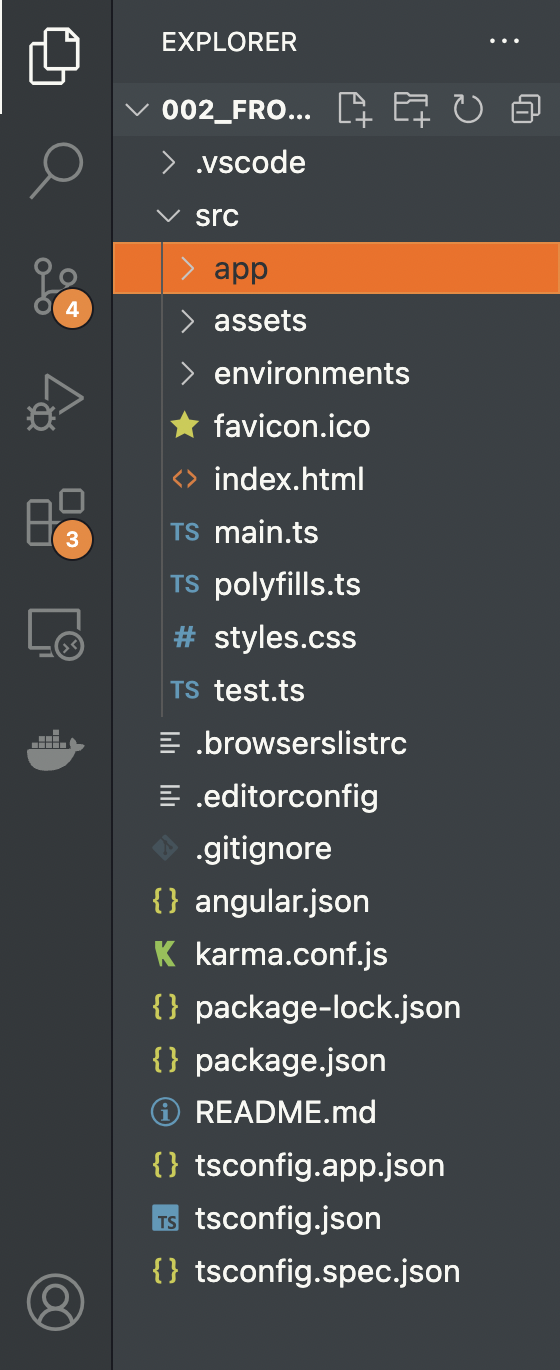 EXPLORER
002_FRO...
.vscode
src
app
assets
4
environments
favicon.ico
index.html
3
TS main.ts
TS polyfills.ts
# styles.css
TS test.ts
.browserslistrc
.editorconfig
.gitignore
{} angular.json
karma.conf.js
{} package-lock.json
{} package.json
README.md
{} tsconfig.app.json
TS tsconfig.json
{} tsconfig.spec.json